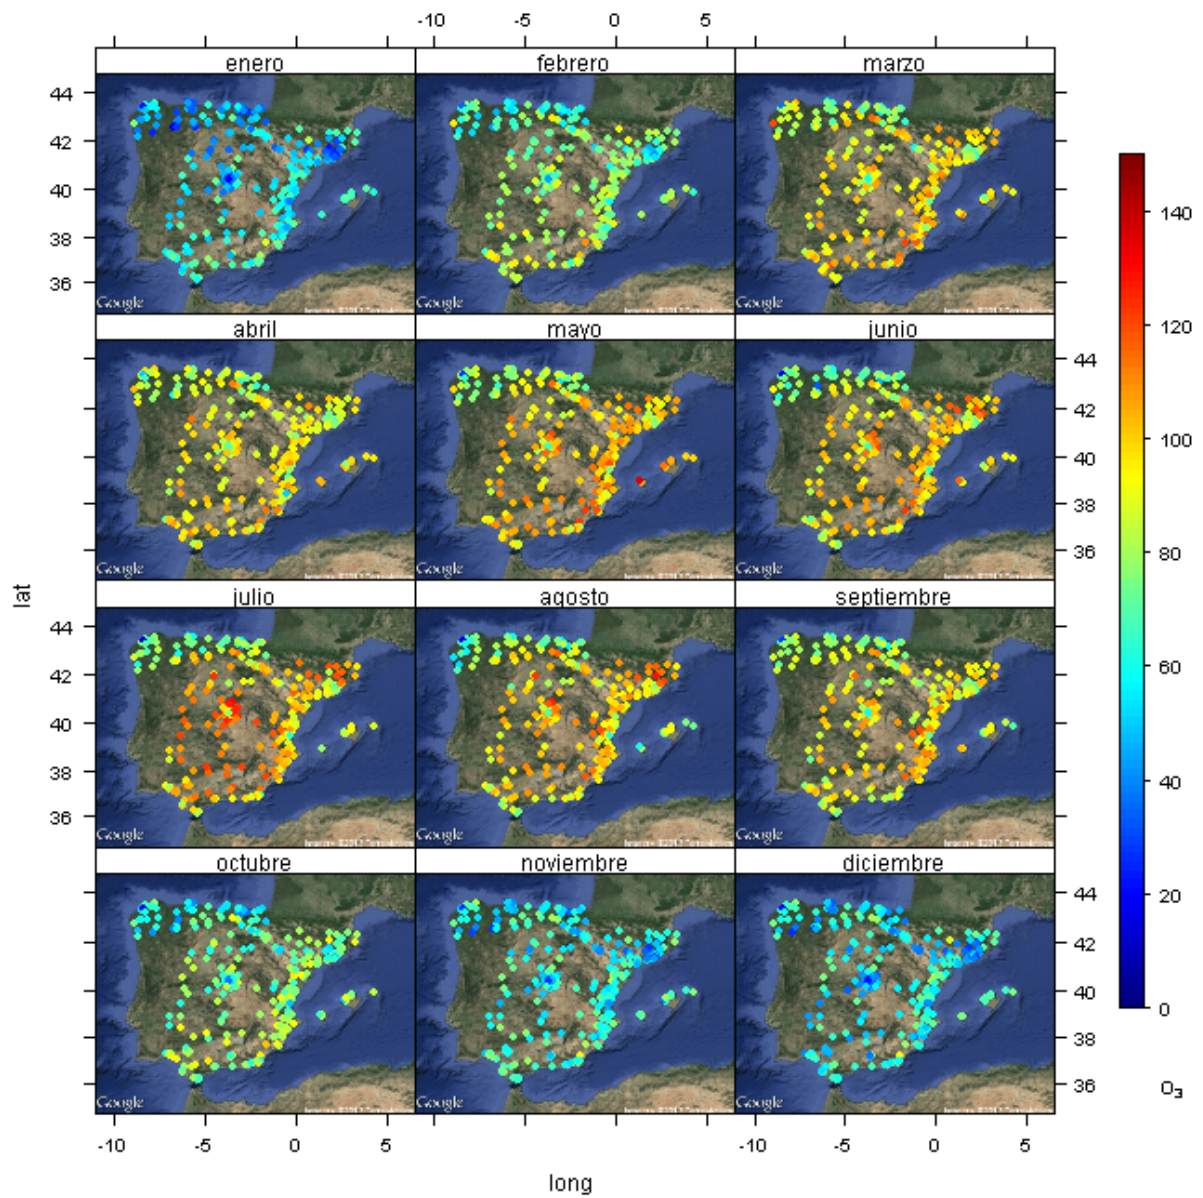 -10 -5 0 5
-10 -5 0 5
enero febrero marzo
44
42
40
38
36
Google Google Google
140
120
100
80
60
40
20
0
abril mayo junio
44
42
40
38
36
Google Google Google
lat
julio agosto septiembre
44
42
40
38
36
Google Google Google
octubre noviembre diciembre
44
42
40
38
36
Google Google Google
O₃
-10 -5 0 5
long